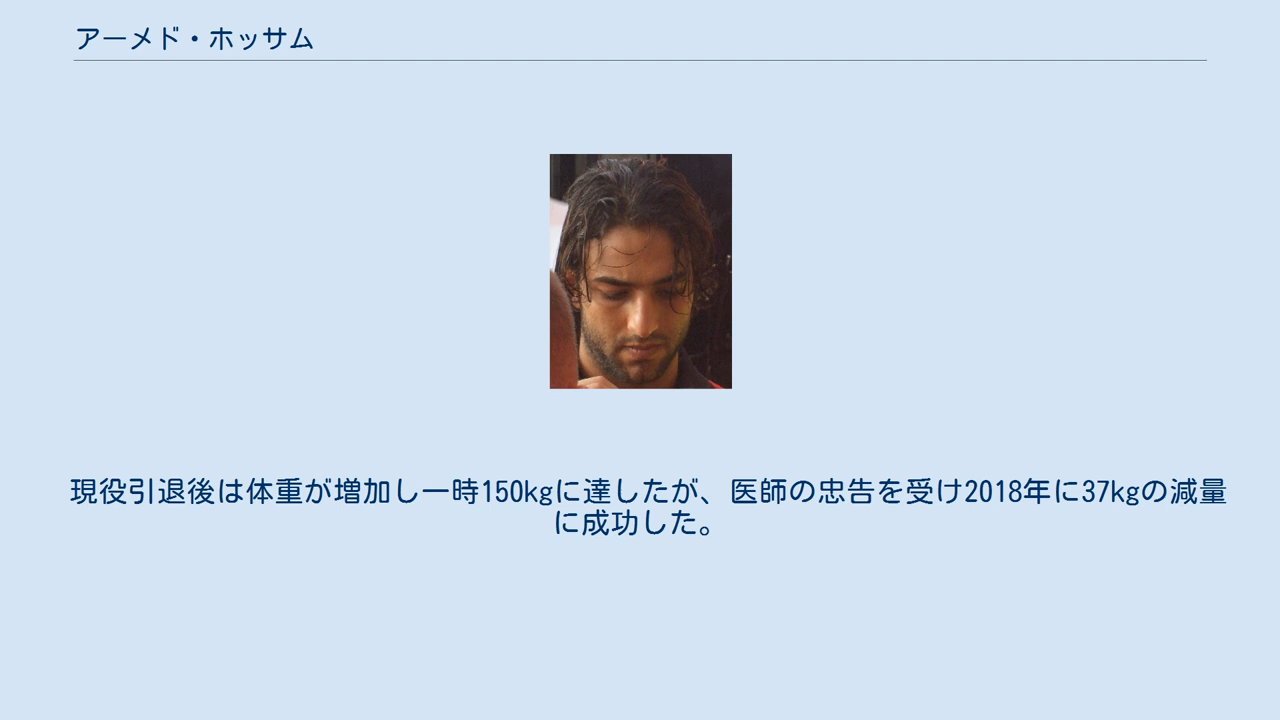 アーメド・ホッサム
現役引退後は体重が増加し一時150kgに達したが、医師の忠告を受け2018年に37kgの減量
に成功した。